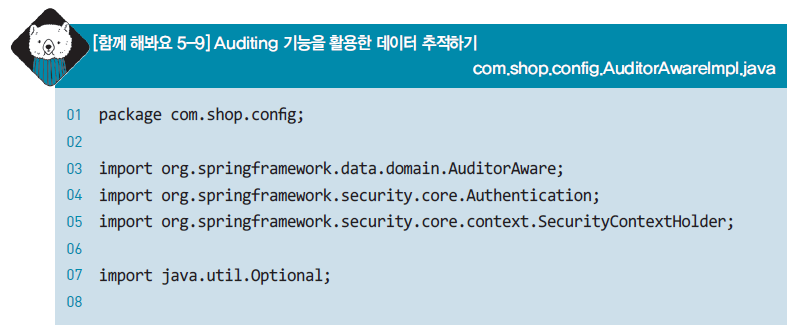 [함께 해봐요 5-9] Auditing 기능을 활용한 데이터 추적하기
com.shop.config.AuditorAwareImpl.java
01 package com.shop.config;
02
03 import org.springframework.data.domain.AuditorAware;
04 import org.springframework.security.core.Authentication;
05 import org.springframework.security.core.context.SecurityContextHolder;
06
07 import java.util.Optional;
08